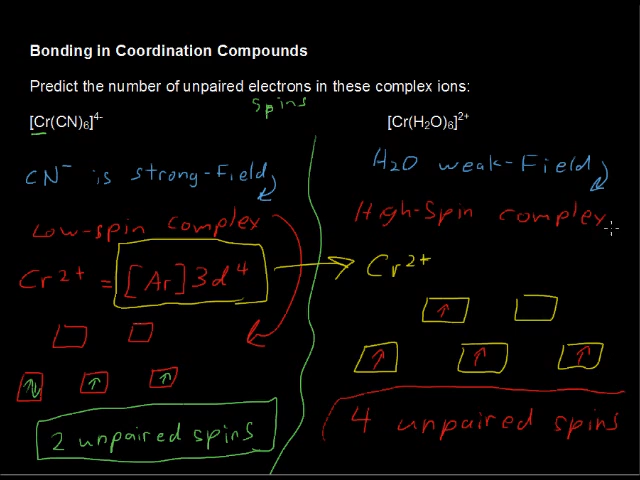 Bonding in Coordination Compounds
Predict the number of unpaired electrons in these complex ions:
spins
[Cr(CN)₆]⁴⁻
[Cr(H₂O)₆]²⁺
CN⁻ is strong-Field
Low-spin complex
Cr²⁺ = [Ar]3d⁴
↑↓ ↑ ↑
2 unpaired spins
H₂O weak-Field
High-Spin complex
Cr²⁺
↑
↑ ↑ ↑
4 unpaired spins